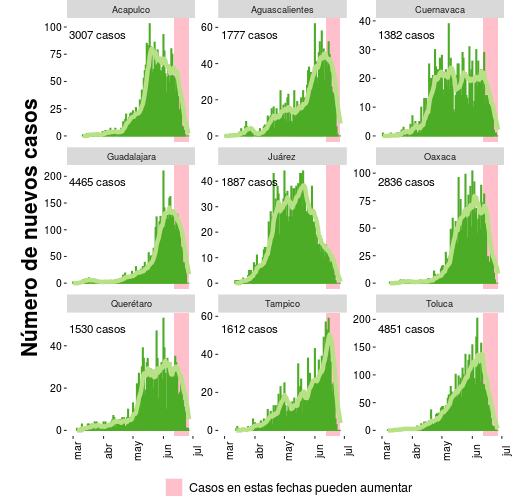 Acapulco Aguascalientes Cuernavaca
100 75 50 25 0
3007 casos
60 40 20 0
1777 casos
40 30 20 10 0
1382 casos
Número de nuevos casos
Guadalajara Juárez Oaxaca
200 150 100 50 0
4465 casos
40 30 20 10 0
1887 casos
100 75 50 25 0
2836 casos
Querétaro Tampico Toluca
40 20 0
1530 casos
60 40 20 0
1612 casos
200 150 100 50 0
4851 casos
mar abr may jun jul mar abr may jun jul mar abr may jun jul
Casos en estas fechas pueden aumentar